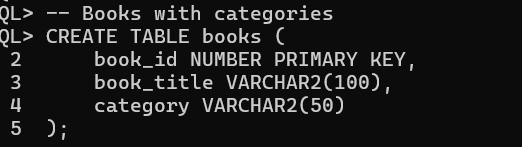 QL> -- Books with categories
QL> CREATE TABLE books (
2 book_id NUMBER PRIMARY KEY,
3 book_title VARCHAR2(100),
4 category VARCHAR2(50)
5 );